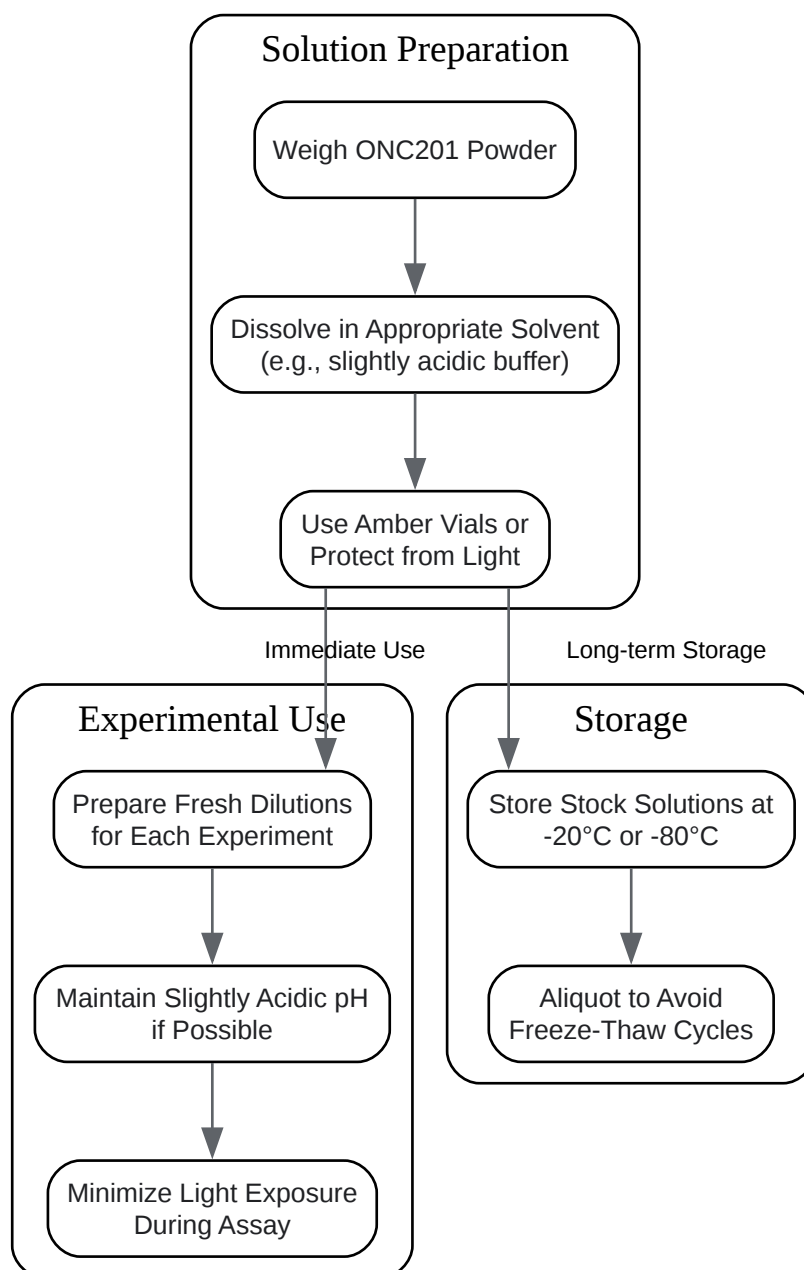 Solution Preparation
Weigh ONC201 Powder
Dissolve in Appropriate Solvent
(e.g., slightly acidic buffer)
Use Amber Vials or
Protect from Light
Immediate Use
Long-term Storage
Experimental Use
Prepare Fresh Dilutions
for Each Experiment
Maintain Slightly Acidic pH
if Possible
Minimize Light Exposure
During Assay
Storage
Store Stock Solutions at
-20°C or -80°C
Aliquot to Avoid
Freeze-Thaw Cycles